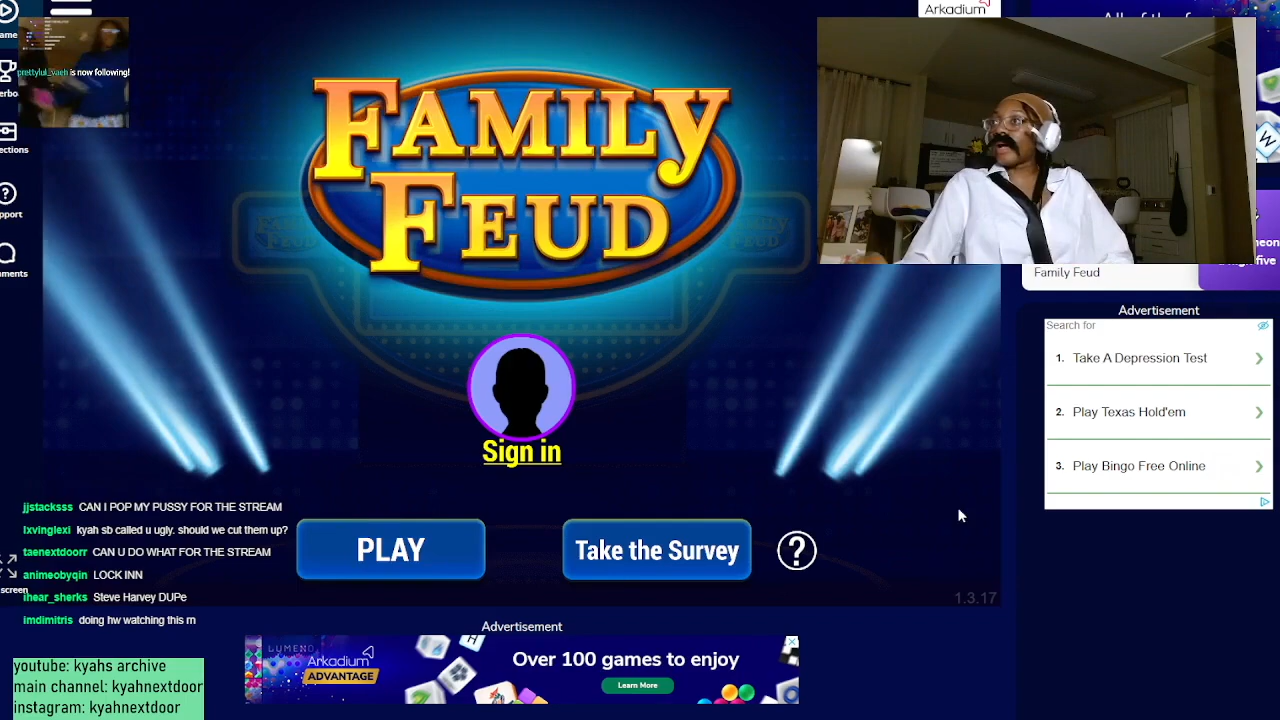 Arkadium
prettylul_vaeh is now following!
FAMILY
FEUD
Family Feud
Advertisement
Search for
1. Take A Depression Test
2. Play Texas Hold'em
3. Play Bingo Free Online
Sign in
jjstacksss CAN I POP MY PUSSY FOR THE STREAM
lxvinglexi kyah sb called u ugly. should we cut them up?
taenextdoorr CAN U DO WHAT FOR THE STREAM
animeobyqin LOCK INN
ihear_sherks Steve Harvey DUPe
imdimitris doing hw watching this rn
PLAY
Take the Survey
?
1.3.17
Advertisement
LUMENO
Arkadium
ADVANTAGE
Over 100 games to enjoy
Learn More
youtube: kyahs archive
main channel: kyahnextdoor
instagram: kyahnextdoor